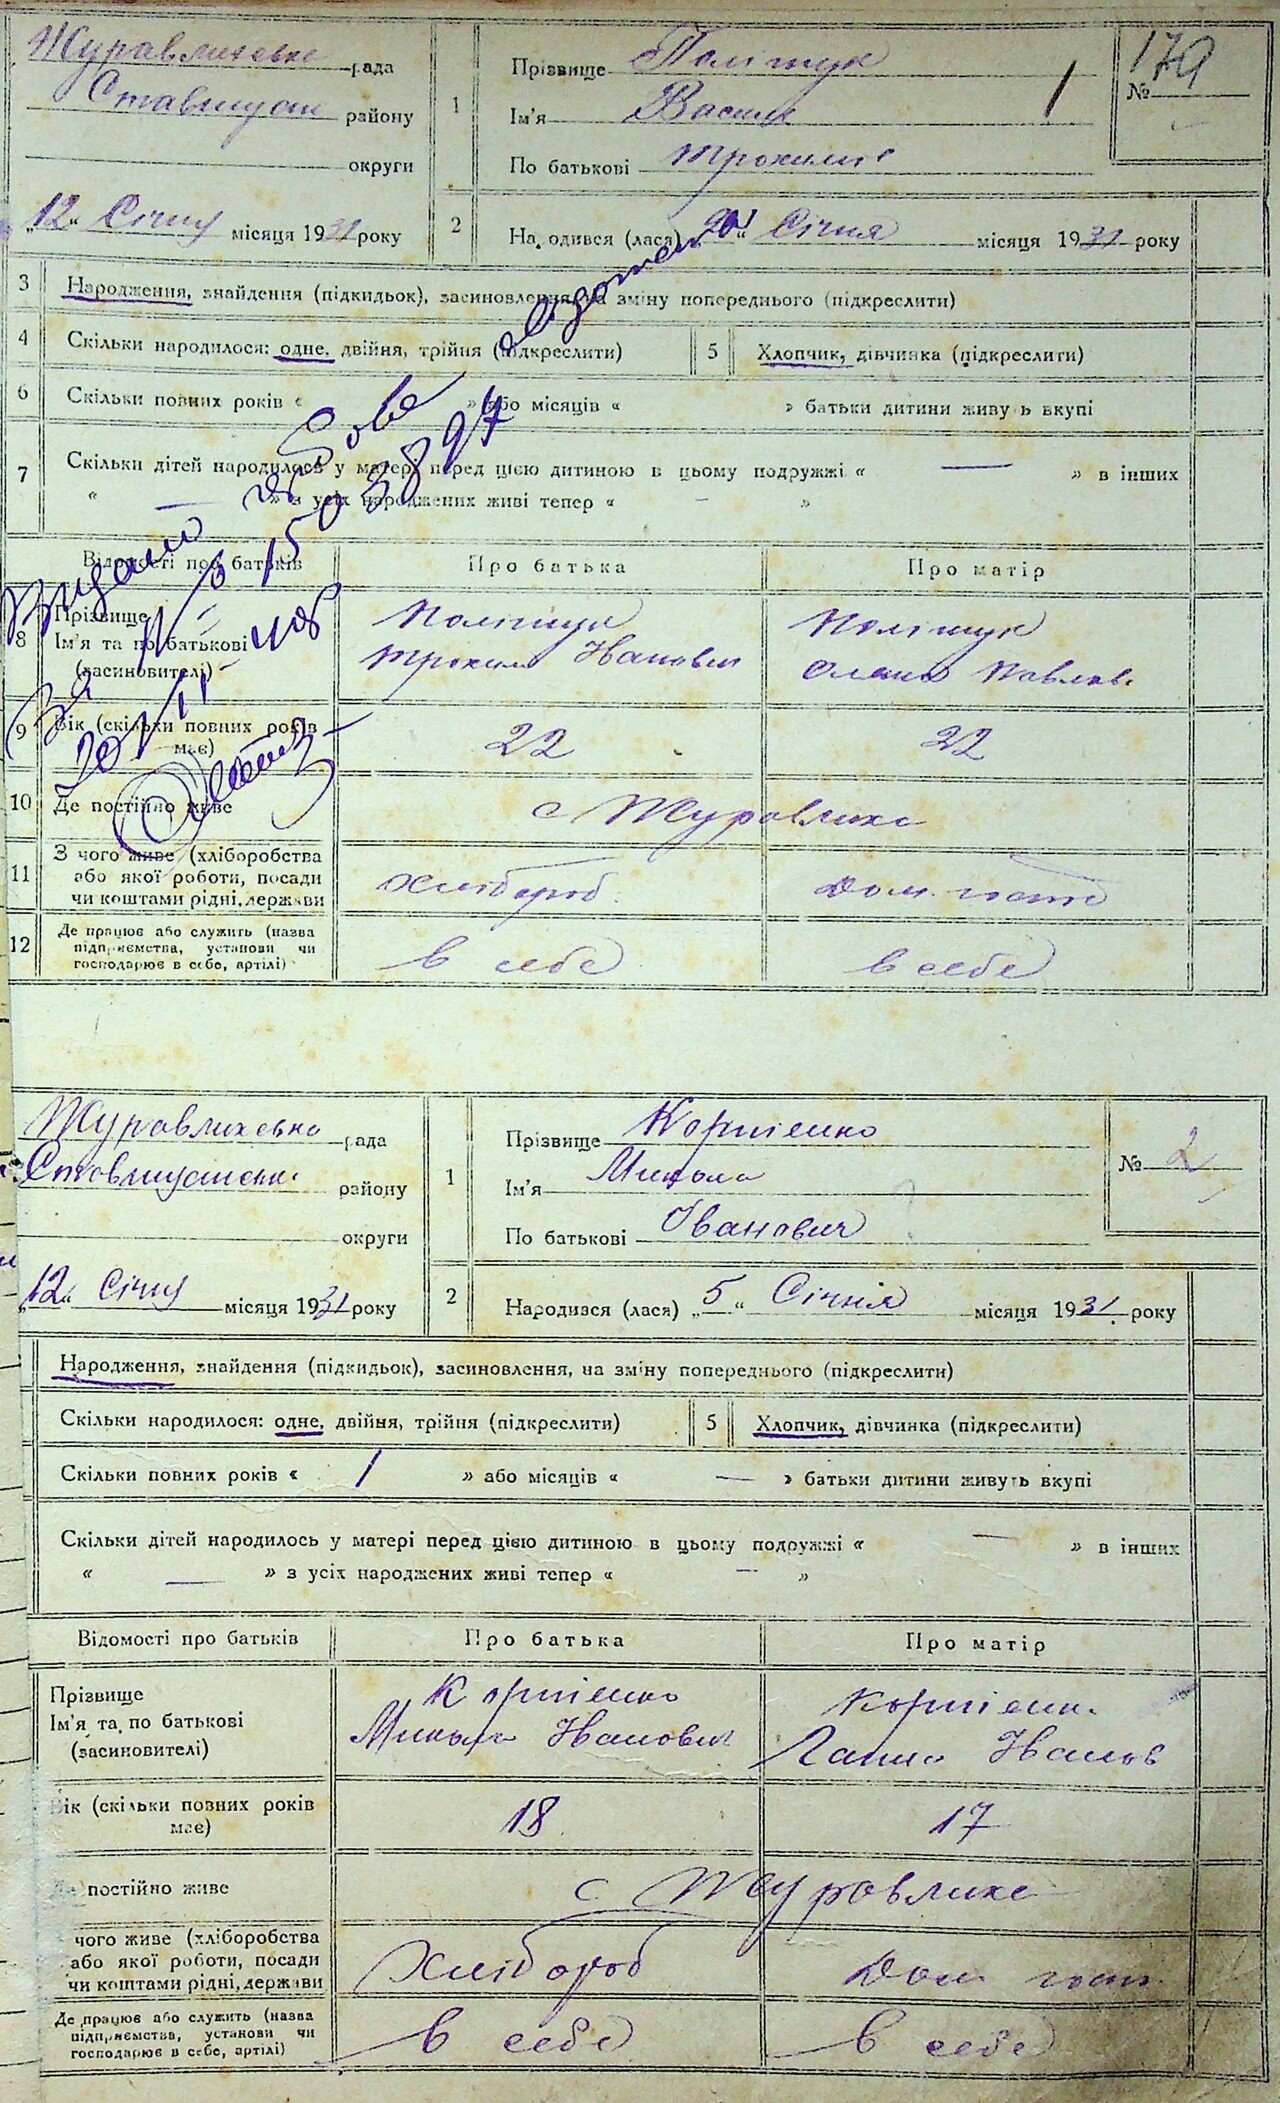 Журавлихська рада
Ставищан району
округи
„12“ Січня місяця 1931 року
1
Прізвище Поліщук
Ім'я Василь
По батькові Трохимів
1
179
№
2
Народився (лася) „ “ Січня місяця 1931 року
3 Народження, знайдення (підкидьок), засиновлення, на зміну попереднього (підкреслити)
4 Скільки народилося: одне, двійня, трійня (підкреслити) 5 Хлопчик, дівчинка (підкреслити)
6 Скільки повних років « » або місяців « » батьки дитини живуть вкупі
7 Скільки дітей народилось у матері перед цією дитиною в цьому подружжі « — » в інших
« — » з усіх народжених живі тепер « – »
Видано
Відомості про батьків Про батька Про матір
8 Прізвище Поліщук Поліщук
Ім'я та по батькові Трохим Іванович Олена Павлов.
(засиновителі)
9 Вік (скільки повних років має) 22 22
10 Де постійно живе с Журавлиха
11 З чого живе (хліборобства
або якої роботи, посади Хлібороб Дом. госп
чи коштами рідні, держави
12 Де працює або служить (назва
підприємства, установи чи в себе в себе
господарює в себе, артілі)
Журавлихська рада
Ставищанськ. району
округи
„12“ Січня місяця 1931 року
1
Прізвище Корнієнко
Ім'я Микола
По батькові Іванович
№ 2
2
Народився (лася) „5“ Січня місяця 1931 року
Народження, знайдення (підкидьок), засиновлення, на зміну попереднього (підкреслити)
Скільки народилося: одне, двійня, трійня (підкреслити) 5 Хлопчик, дівчинка (підкреслити)
Скільки повних років « 1 » або місяців « — » батьки дитини живуть вкупі
Скільки дітей народилось у матері перед цією дитиною в цьому подружжі « — » в інших
« — » з усіх народжених живі тепер « — »
Відомості про батьків Про батька Про матір
Прізвище Корнієнко Корнієнк.
Ім'я та по батькові Микола Іванович Ганна Іванов
(засиновителі)
Вік (скільки повних років має) 18 17
Де постійно живе с Журавлиха
чого живе (хліборобства
або якої роботи, посади Хлібороб Дом. госп.
чи коштами рідні, держави
Де працює або служить (назва
підприємства, установи чи в себе в себе
господарює в себе, артілі)